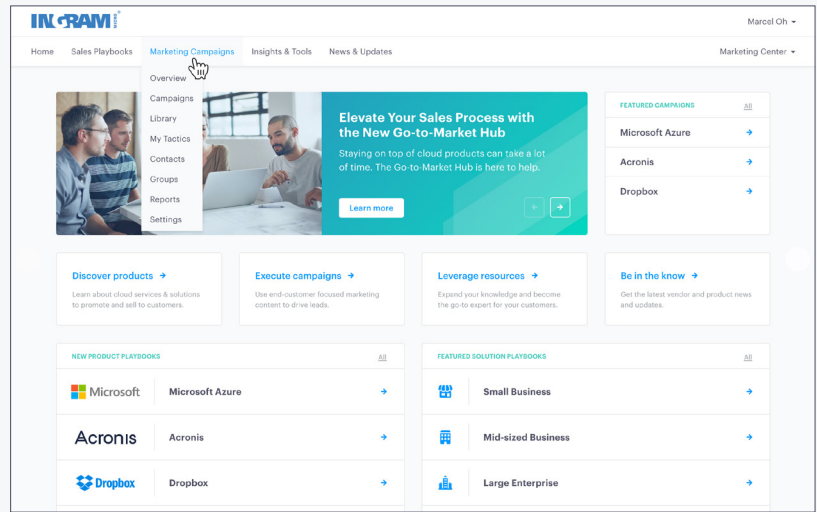 INGRAM MICRO
Marcel Oh
Home Sales Playbooks Marketing Campaigns Insights & Tools News & Updates Marketing Center
Overview
Campaigns
Library
My Tactics
Contacts
Groups
Reports
Settings
Elevate Your Sales Process with
the New Go-to-Market Hub
Staying on top of cloud products can take a lot
of time. The Go-to-Market Hub is here to help.
Learn more
FEATURED CAMPAIGNS All
Microsoft Azure
Acronis
Dropbox
Discover products
Learn about cloud services & solutions
to promote and sell to customers.
Execute campaigns
Use end-customer focused marketing
content to drive leads.
Leverage resources
Expand your knowledge and become
the go-to expert for your customers.
Be in the know
Get the latest vendor and product news
and updates.
NEW PRODUCT PLAYBOOKS All
Microsoft Microsoft Azure
Acronis Acronis
Dropbox Dropbox
FEATURED SOLUTION PLAYBOOKS All
Small Business
Mid-sized Business
Large Enterprise